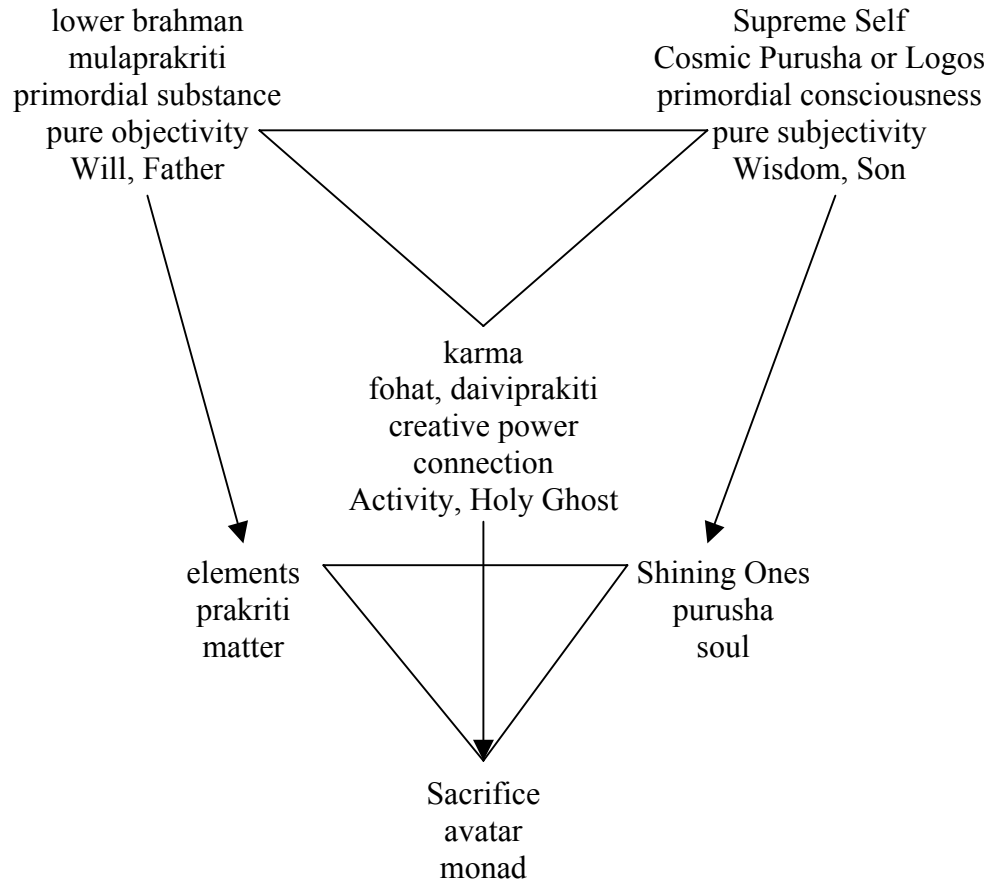 lower brahman
mulaprakriti
primordial substance
pure objectivity
Will, Father
Supreme Self
Cosmic Purusha or Logos
primordial consciousness
pure subjectivity
Wisdom, Son
karma
fohat, daiviprakiti
creative power
connection
Activity, Holy Ghost
elements
prakriti
matter
Shining Ones
purusha
soul
Sacrifice
avatar
monad